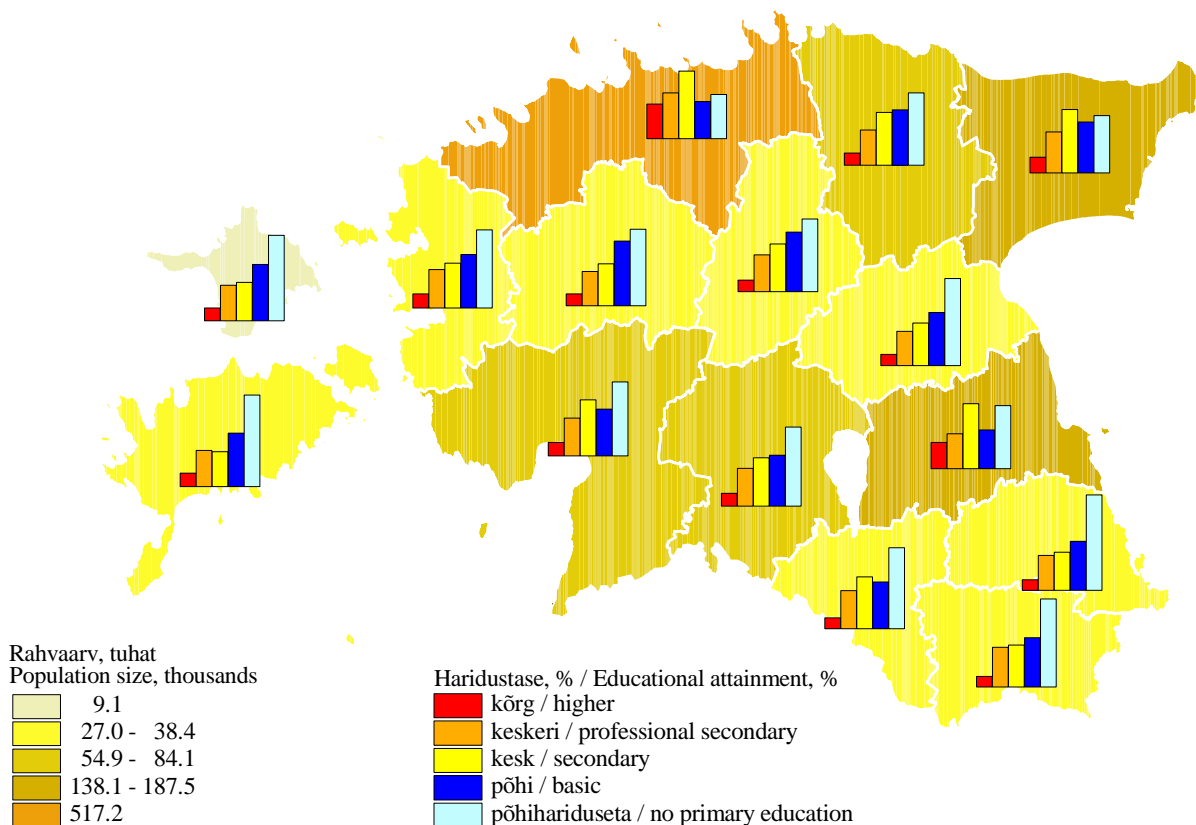 Rahvaarv, tuhat
Population size, thousands
9.1
27.0 - 38.4
54.9 - 84.1
138.1 - 187.5
517.2
Haridustase, % / Educational attainment, %
kõrg / higher
keskeri / professional secondary
kesk / secondary
põhi / basic
põhihariduseta / no primary education